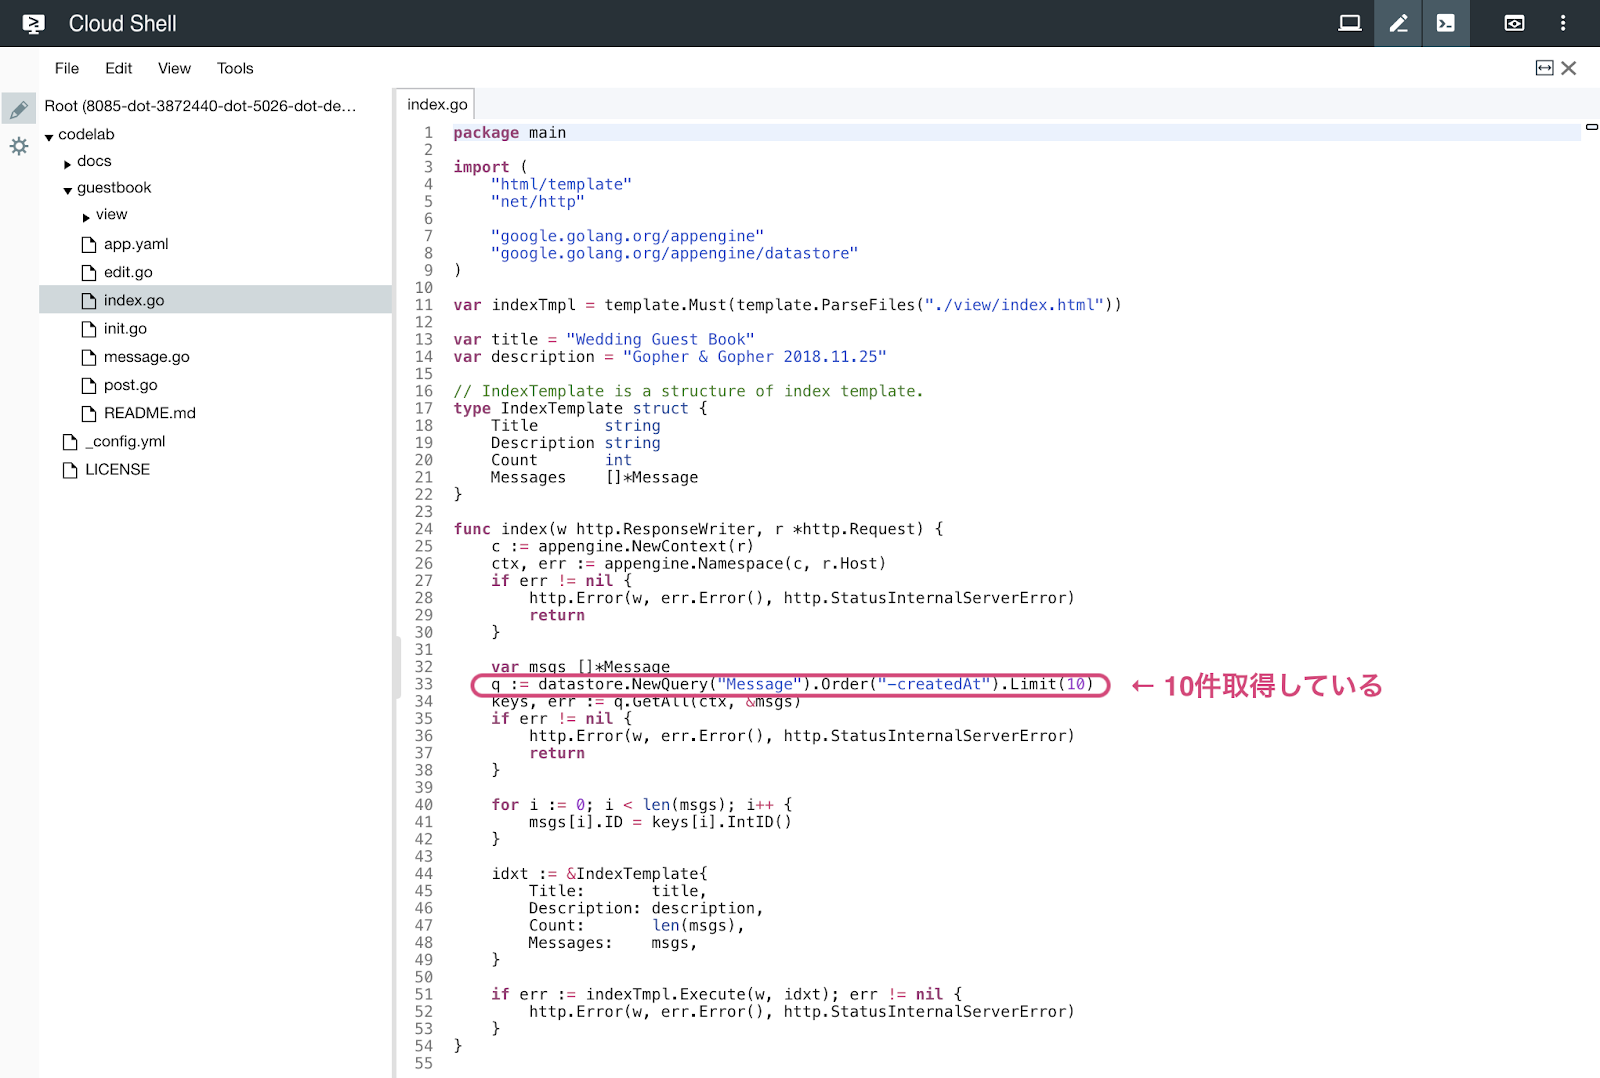 Cloud Shell
File Edit View Tools
Root (8085-dot-3872440-dot-5026-dot-de…
codelab
docs
guestbook
view
app.yaml
edit.go
index.go
init.go
message.go
post.go
README.md
_config.yml
LICENSE
index.go
1 package main
2
3 import (
4     "html/template"
5     "net/http"
6
7     "google.golang.org/appengine"
8     "google.golang.org/appengine/datastore"
9 )
10
11 var indexTmpl = template.Must(template.ParseFiles("./view/index.html"))
12
13 var title = "Wedding Guest Book"
14 var description = "Gopher & Gopher 2018.11.25"
15
16 // IndexTemplate is a structure of index template.
17 type IndexTemplate struct {
18     Title       string
19     Description string
20     Count       int
21     Messages    []*Message
22 }
23
24 func index(w http.ResponseWriter, r *http.Request) {
25     c := appengine.NewContext(r)
26     ctx, err := appengine.Namespace(c, r.Host)
27     if err != nil {
28         http.Error(w, err.Error(), http.StatusInternalServerError)
29         return
30     }
31
32     var msgs []*Message
33     q := datastore.NewQuery("Message").Order("-createdAt").Limit(10) ← 10件取得している
34     keys, err := q.GetAll(ctx, &msgs)
35     if err != nil {
36         http.Error(w, err.Error(), http.StatusInternalServerError)
37         return
38     }
39
40     for i := 0; i < len(msgs); i++ {
41         msgs[i].ID = keys[i].IntID()
42     }
43
44     idxt := &IndexTemplate{
45         Title:       title,
46         Description: description,
47         Count:       len(msgs),
48         Messages:    msgs,
49     }
50
51     if err := indexTmpl.Execute(w, idxt); err != nil {
52         http.Error(w, err.Error(), http.StatusInternalServerError)
53     }
54 }
55